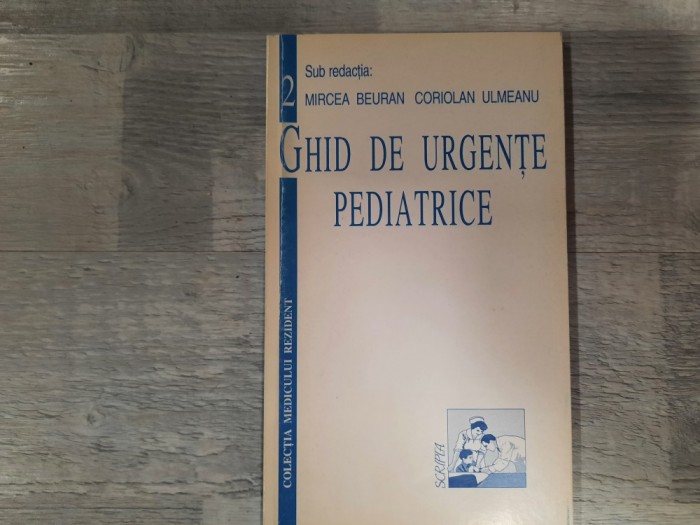 Sub redacția:
MIRCEA BEURAN CORIOLAN ULMEANU
GHID DE URGENȚE
PEDIATRICE
2
COLECȚIA MEDICULUI REZIDENT
SCRIPTA